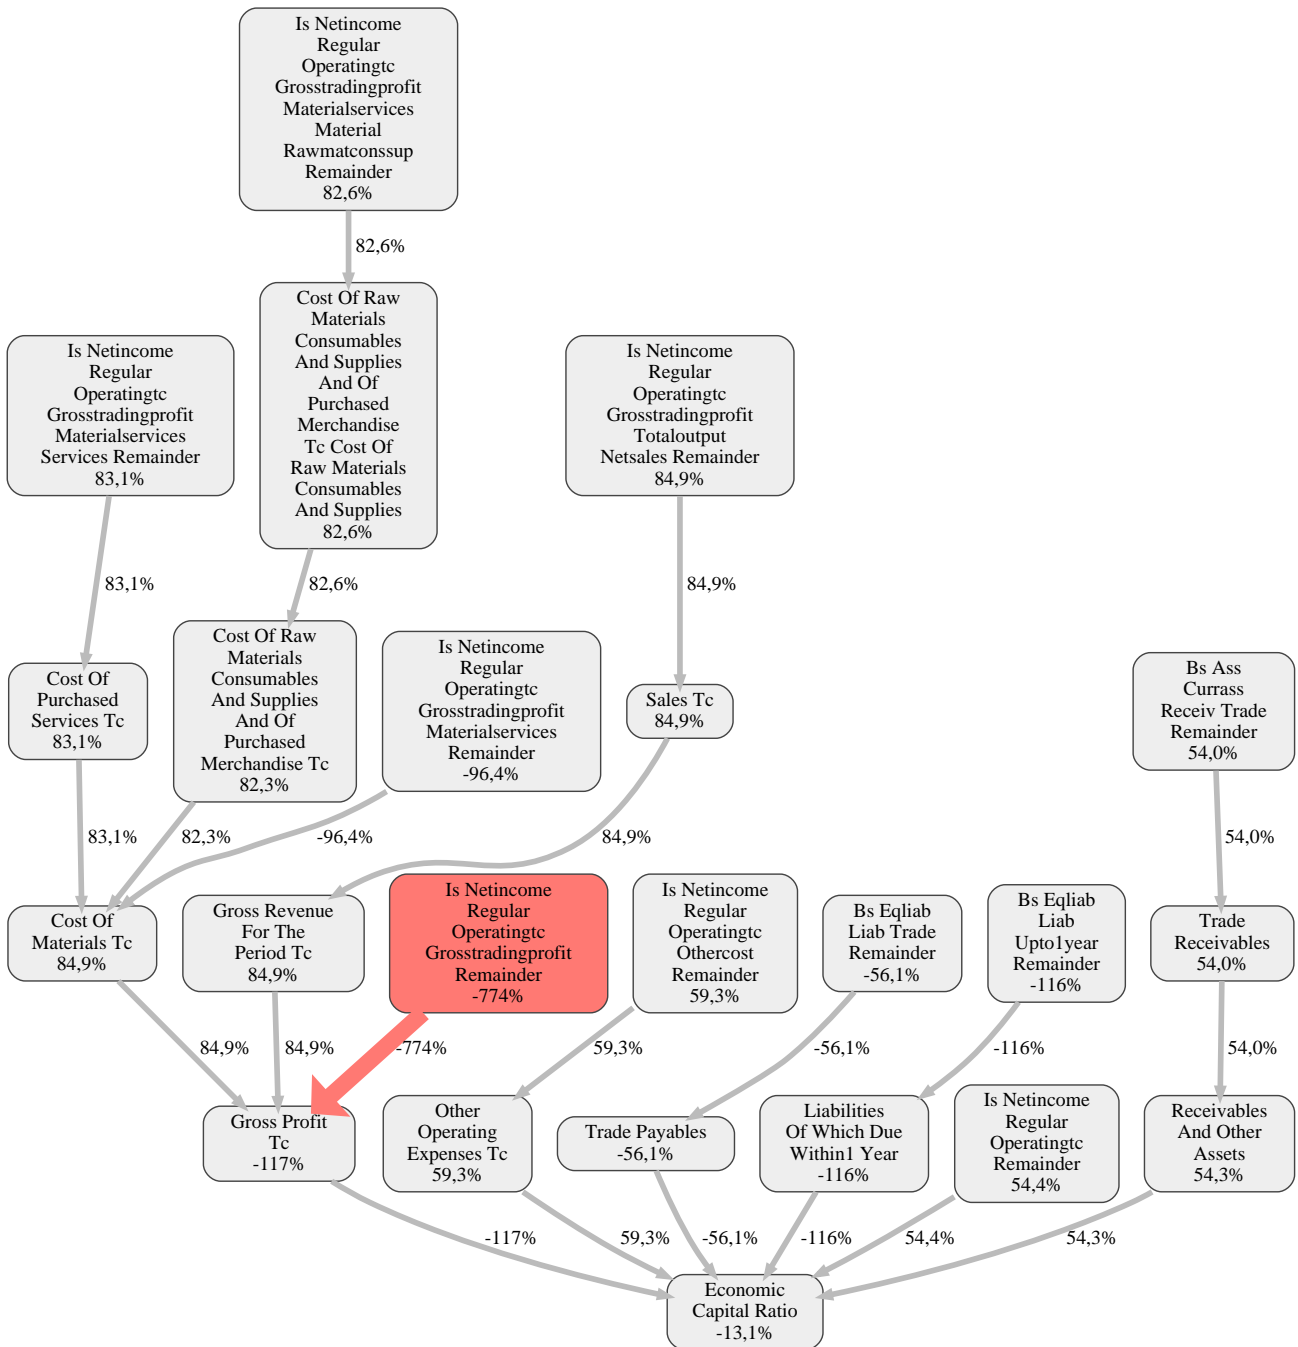 Is Netincome
Regular
Operatingtc
Grosstradingprofit
Materialservices
Material
Rawmatconssup
Remainder
82,6%
82,6%
Cost Of Raw
Materials
Consumables
And Supplies
And Of
Purchased
Merchandise
Tc Cost Of
Raw Materials
Consumables
And Supplies
82,6%
Is Netincome
Regular
Operatingtc
Grosstradingprofit
Materialservices
Services Remainder
83,1%
Is Netincome
Regular
Operatingtc
Grosstradingprofit
Totaloutput
Netsales Remainder
84,9%
83,1%
82,6%
84,9%
Cost Of
Purchased
Services Tc
83,1%
Cost Of Raw
Materials
Consumables
And Supplies
And Of
Purchased
Merchandise Tc
82,3%
Is Netincome
Regular
Operatingtc
Grosstradingprofit
Materialservices
Remainder
-96,4%
Sales Tc
84,9%
Bs Ass
Currass
Receiv Trade
Remainder
54,0%
83,1%
82,3%
-96,4%
84,9%
54,0%
Cost Of
Materials Tc
84,9%
Gross Revenue
For The
Period Tc
84,9%
Is Netincome
Regular
Operatingtc
Grosstradingprofit
Remainder
-774%
Is Netincome
Regular
Operatingtc
Othercost
Remainder
59,3%
Bs Eqliab
Liab Trade
Remainder
-56,1%
Bs Eqliab
Liab
Upto1year
Remainder
-116%
Trade
Receivables
54,0%
84,9%
84,9%
-774%
59,3%
-56,1%
-116%
54,0%
Gross Profit
Tc
-117%
Other
Operating
Expenses Tc
59,3%
Trade Payables
-56,1%
Liabilities
Of Which Due
Within1 Year
-116%
Is Netincome
Regular
Operatingtc
Remainder
54,4%
Receivables
And Other
Assets
54,3%
-117%
59,3%
-56,1%
-116%
54,4%
54,3%
Economic
Capital Ratio
-13,1%